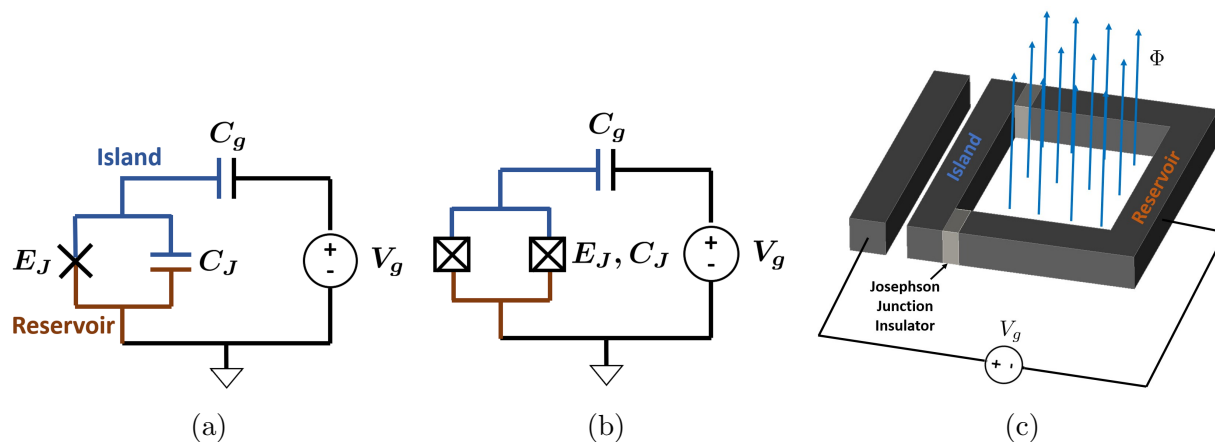 C_g
Island
+
-
V_g
E_J
C_J
Reservoir
(a)
C_g
+
-
V_g
E_J, C_J
(b)
Φ
Island
Reservoir
Josephson
Junction
Insulator
V_g
+ -
(c)